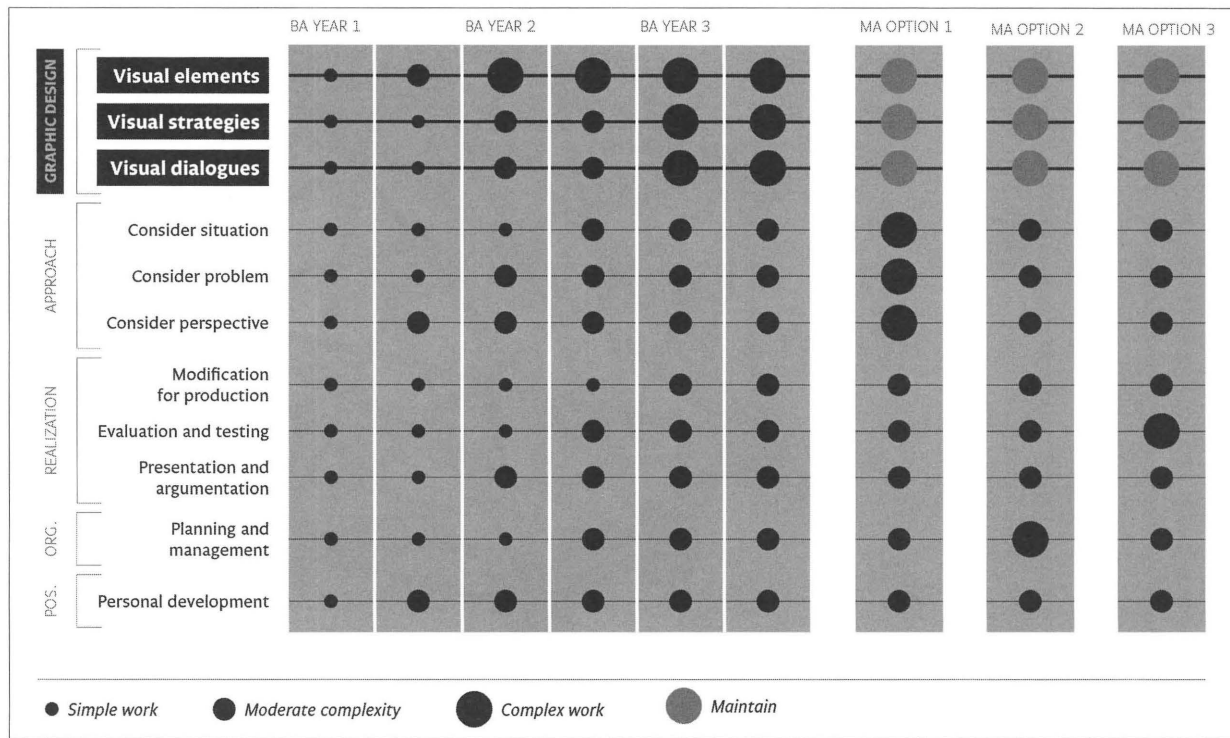 BA YEAR 1 BA YEAR 2 BA YEAR 3 MA OPTION 1 MA OPTION 2 MA OPTION 3
GRAPHIC DESIGN
Visual elements
Visual strategies
Visual dialogues
APPROACH
Consider situation
Consider problem
Consider perspective
REALIZATION
Modification
for production
Evaluation and testing
Presentation and
argumentation
ORG.
Planning and
management
POS.
Personal development
Simple work Moderate complexity Complex work Maintain